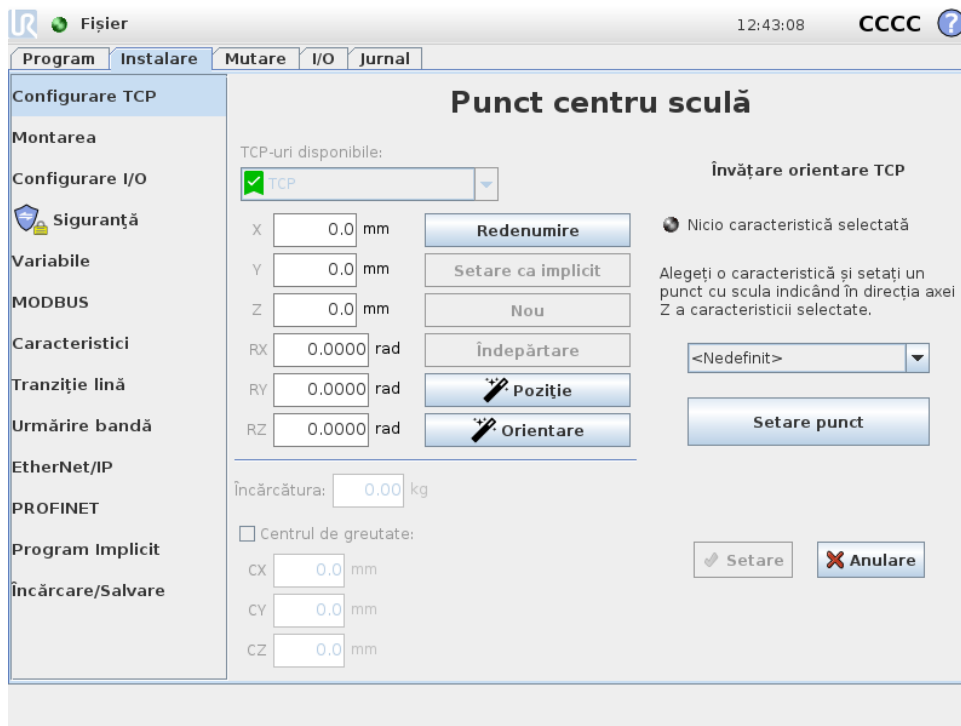 UR Fișier 12:43:08 CCCC ?
Program Instalare Mutare I/O Jurnal
Configurare TCP
Montarea
Configurare I/O
Siguranţă
Variabile
MODBUS
Caracteristici
Tranziție lină
Urmărire bandă
EtherNet/IP
PROFINET
Program Implicit
Încărcare/Salvare
Punct centru sculă
TCP-uri disponibile:
TCP
X 0.0 mm Redenumire
Y 0.0 mm Setare ca implicit
Z 0.0 mm Nou
RX 0.0000 rad Îndepărtare
RY 0.0000 rad Poziţie
RZ 0.0000 rad Orientare
Încărcătura: 0.00 kg
Centrul de greutate:
CX 0.0 mm
CY 0.0 mm
CZ 0.0 mm
Învățare orientare TCP
Nicio caracteristică selectată
Alegeți o caracteristică și setați un
punct cu scula indicând în direcția axei
Z a caracteristicii selectate.
<Nedefinit>
Setare punct
Setare Anulare